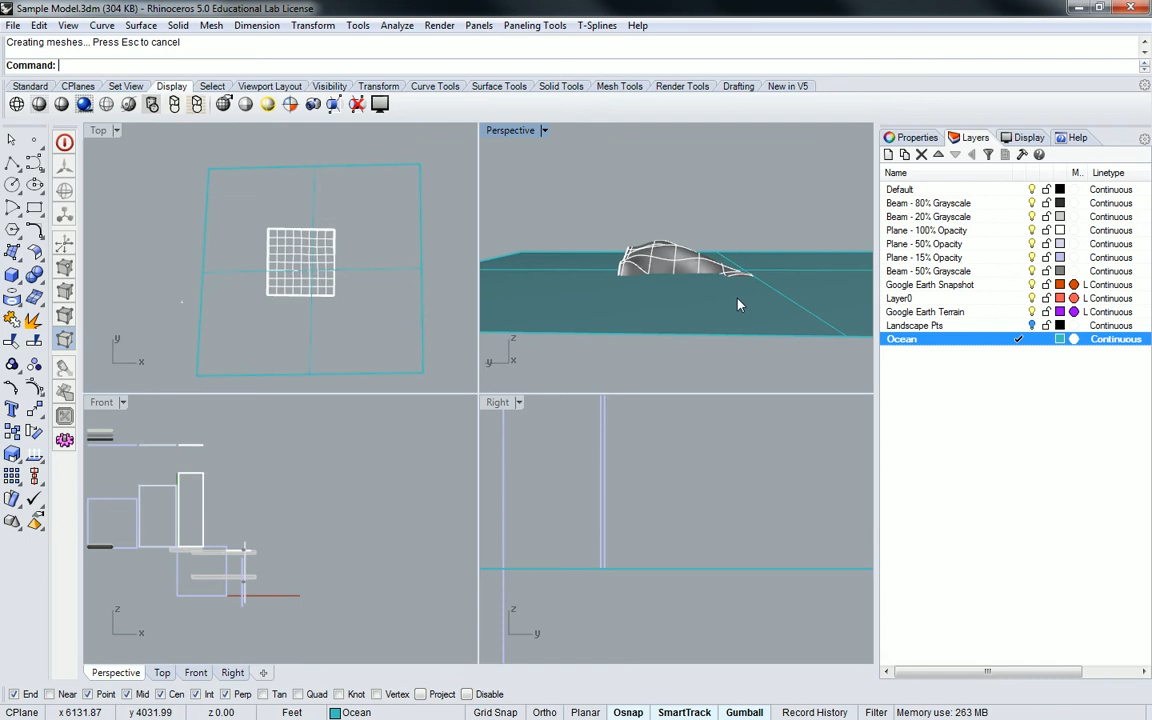 Sample Model.3dm (304 KB) - Rhinoceros 5.0 Educational Lab License
File Edit View Curve Surface Solid Mesh Dimension Transform Tools Analyze Render Panels Paneling Tools T-Splines Help
Creating meshes... Press Esc to cancel
Command:
Standard CPlanes Set View Display Select Viewport Layout Visibility Transform Curve Tools Surface Tools Solid Tools Mesh Tools Render Tools Drafting New in V5
Top
Perspective
Properties Layers Display Help
Name M.. Linetype
Default Continuous
Beam - 80% Grayscale Continuous
Beam - 20% Grayscale Continuous
Plane - 100% Opacity Continuous
Plane - 50% Opacity Continuous
Plane - 15% Opacity Continuous
Beam - 50% Grayscale Continuous
Google Earth Snapshot L Continuous
Layer0 L Continuous
Google Earth Terrain L Continuous
Landscape Pts Continuous
Ocean Continuous
y
x
z
y x
Front
Right
z
x
z
y
Perspective Top Front Right
End Near Point Mid Cen Int Perp Tan Quad Knot Vertex Project Disable
CPlane x 6131.87 y 4031.99 z 0.00 Feet Ocean Grid Snap Ortho Planar Osnap SmartTrack Gumball Record History Filter Memory use: 263 MB